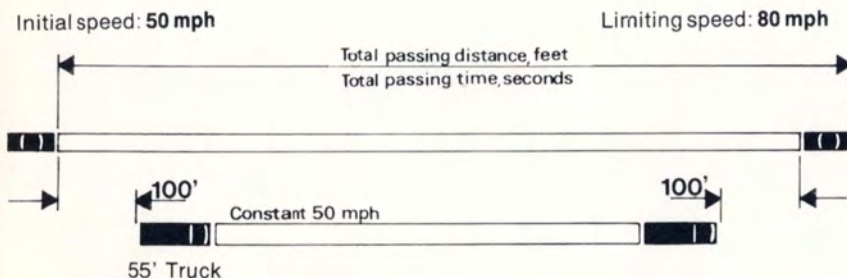 Initial speed: 50 mph
Limiting speed: 80 mph
Total passing distance, feet
Total passing time, seconds
100'
100'
Constant 50 mph
55' Truck